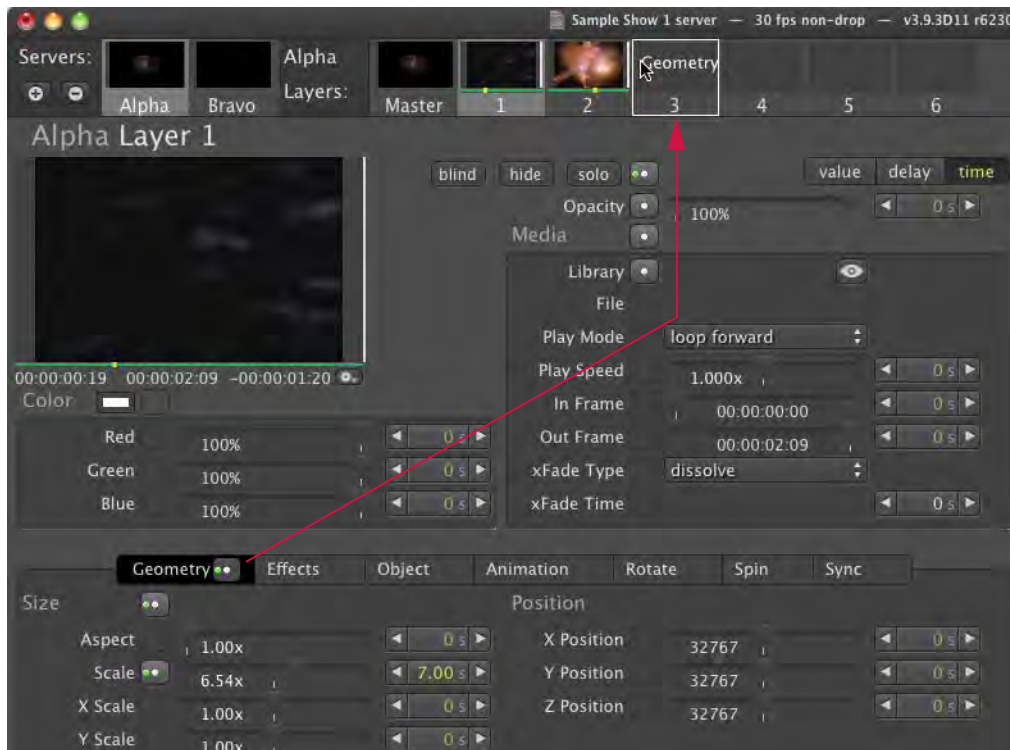 Sample Show 1 server — 30 fps non-drop — v3.9.3D11 r6230
Servers:
Alpha
Bravo
Alpha
Layers:
Master
1
2
Geometry
3
4
5
6
Alpha Layer 1
blind hide solo
value delay time
Opacity 100% 0 s
Media
Library
File
Play Mode loop forward
Play Speed 1.000x 0 s
In Frame 00:00:00:00 0 s
Out Frame 00:00:02:09 0 s
xFade Type dissolve
xFade Time 0 s
00:00:00:19 00:00:02:09 -00:00:01:20
Color
Red 100% 0 s
Green 100% 0 s
Blue 100% 0 s
Geometry Effects Object Animation Rotate Spin Sync
Size
Aspect 1.00x 0 s
Scale 6.54x 7.00 s
X Scale 1.00x 0 s
Y Scale 1.00x 0 s
Position
X Position 32767 0 s
Y Position 32767 0 s
Z Position 32767 0 s